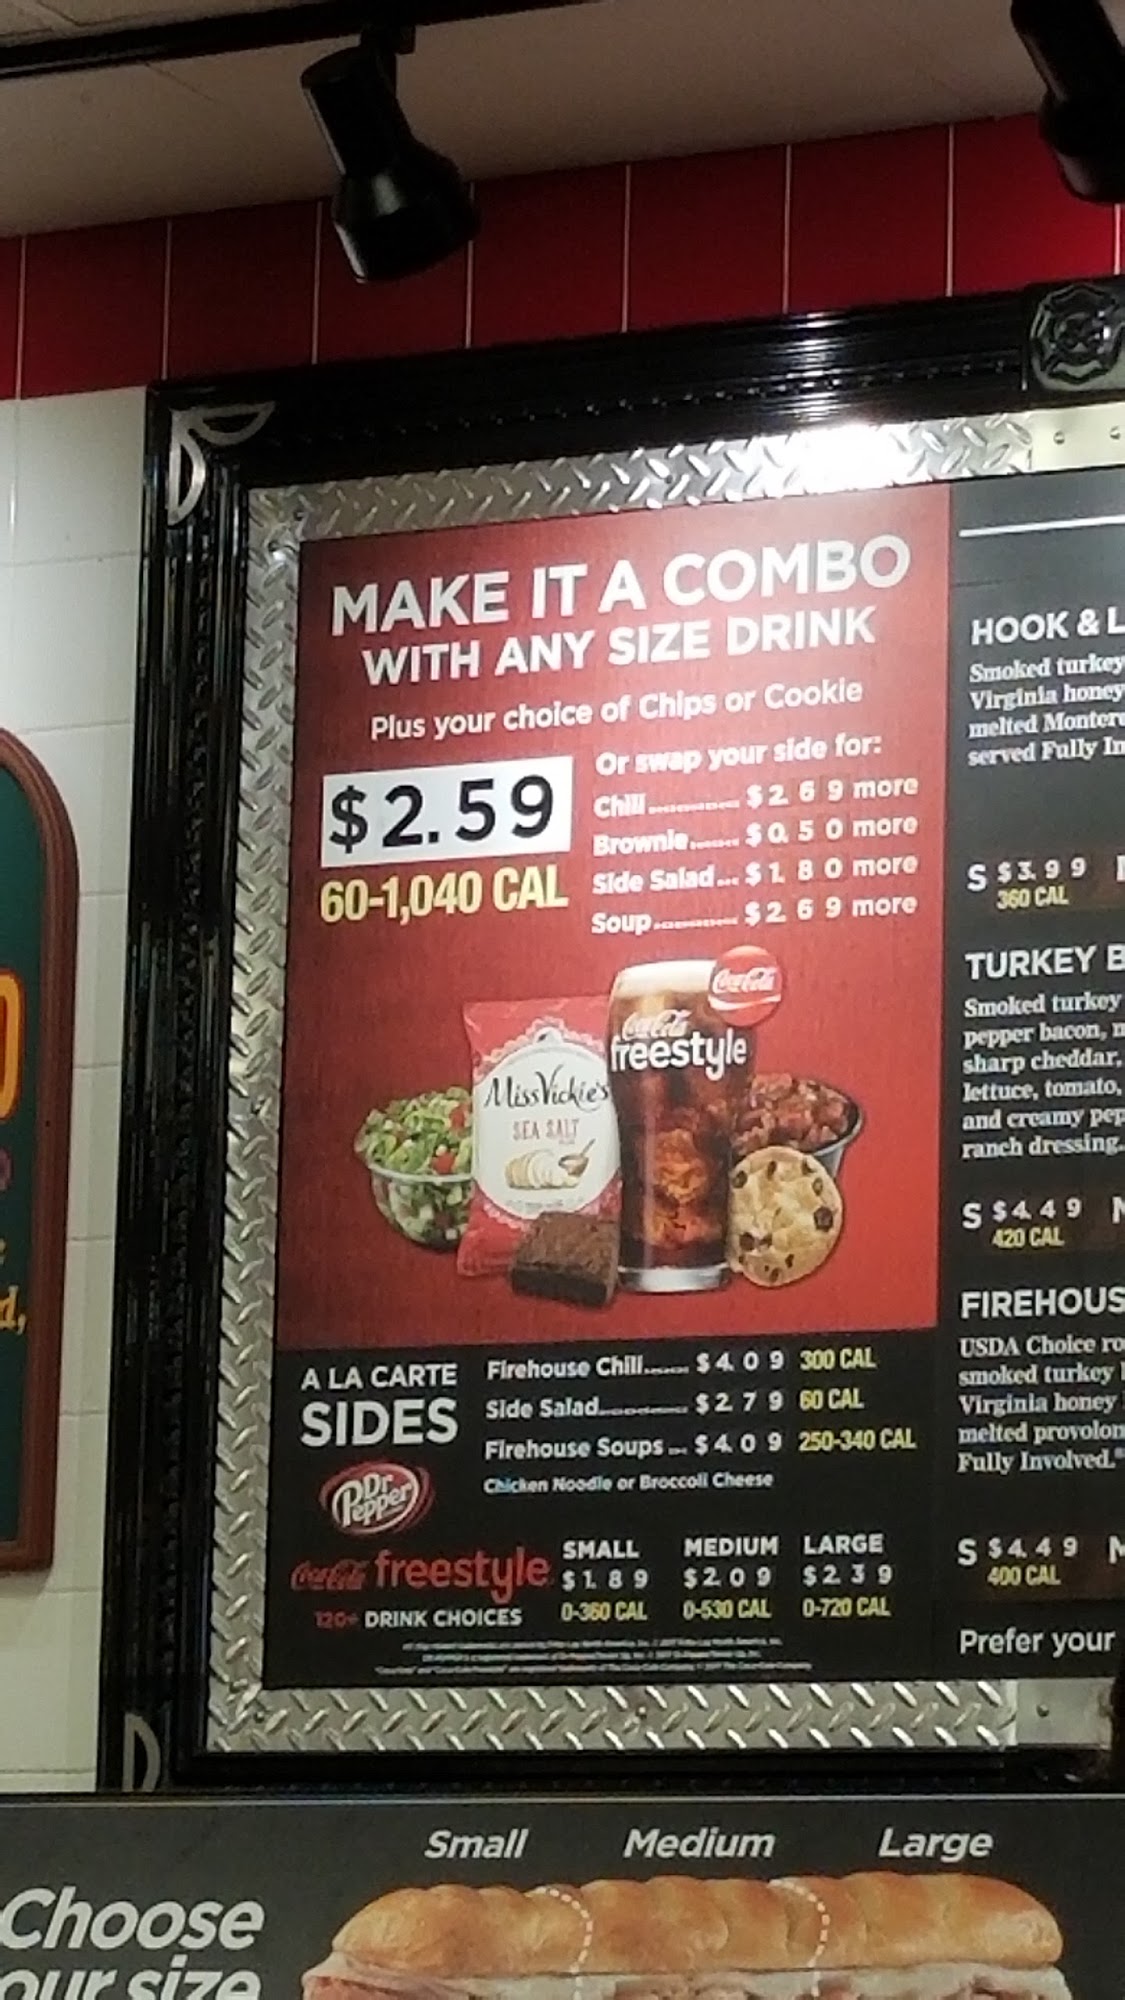 MAKE IT A COMBO
WITH ANY SIZE DRINK
Plus your choice of Chips or Cookie
$2.59
60-1,040 CAL
Or swap your side for:
Chili............ $2.69 more
Brownie....... $0.50 more
Side Salad... $1.80 more
Soup............ $2.69 more
Coca-Cola
Coca-Cola
freestyle
Miss Vickie's
SEA SALT
A LA CARTE
SIDES
Firehouse Chili....... $4.09 300 CAL
Side Salad............. $2.79 60 CAL
Firehouse Soups ... $4.09 250-340 CAL
Chicken Noodle or Broccoli Cheese
Dr Pepper
Coca-Cola freestyle
120+ DRINK CHOICES
SMALL MEDIUM LARGE
$1.89 $2.09 $2.39
0-360 CAL 0-530 CAL 0-720 CAL
HOOK & L
Smoked turkey
Virginia honey
melted Montere
served Fully In
S $3.99
360 CAL
TURKEY B
Smoked turkey
pepper bacon, m
sharp cheddar,
lettuce, tomato,
and creamy pep
ranch dressing.
S $4.49 M
420 CAL
FIREHOUS
USDA Choice ro
smoked turkey
Virginia honey
melted provolon
Fully Involved.®
S $4.49 M
400 CAL
Prefer your
d,
Small Medium Large
Choose
our size